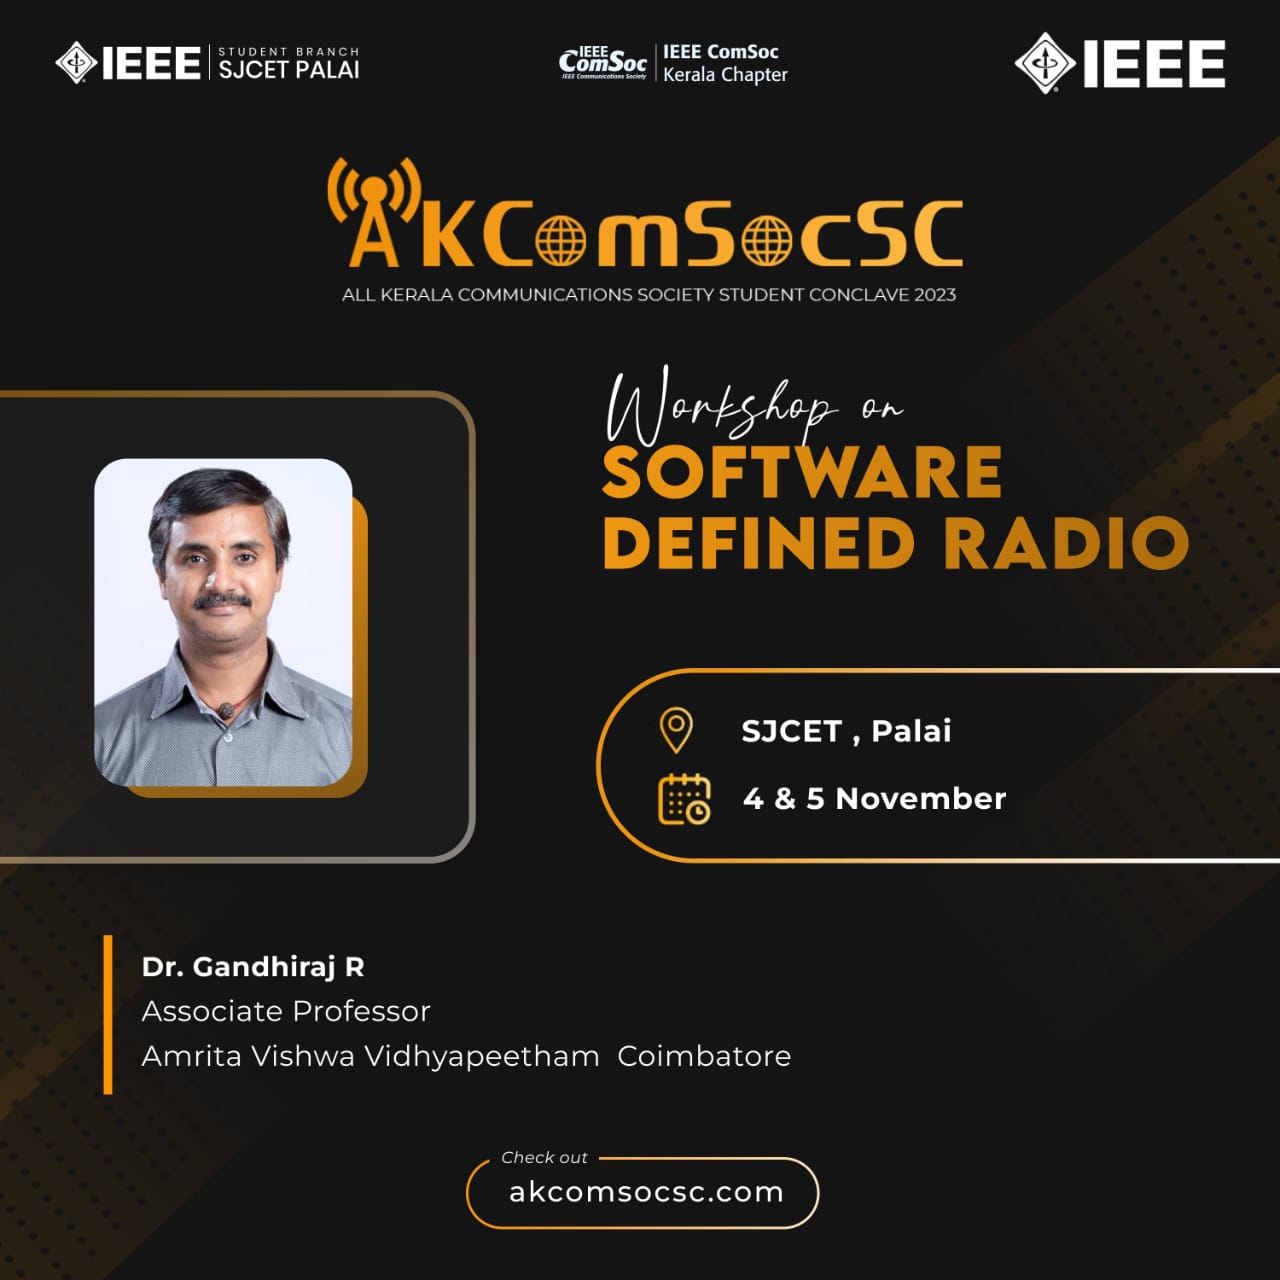 IEEE STUDENT BRANCH
SJCET PALAI
IEEE ComSoc
IEEE Communications Society
IEEE ComSoc
Kerala Chapter
IEEE
AKComSocSC
ALL KERALA COMMUNICATIONS SOCIETY STUDENT CONCLAVE 2023
Workshop on
SOFTWARE
DEFINED RADIO
SJCET , Palai
4 & 5 November
Dr. Gandhiraj R
Associate Professor
Amrita Vishwa Vidhyapeetham Coimbatore
Check out
akcomsocsc.com